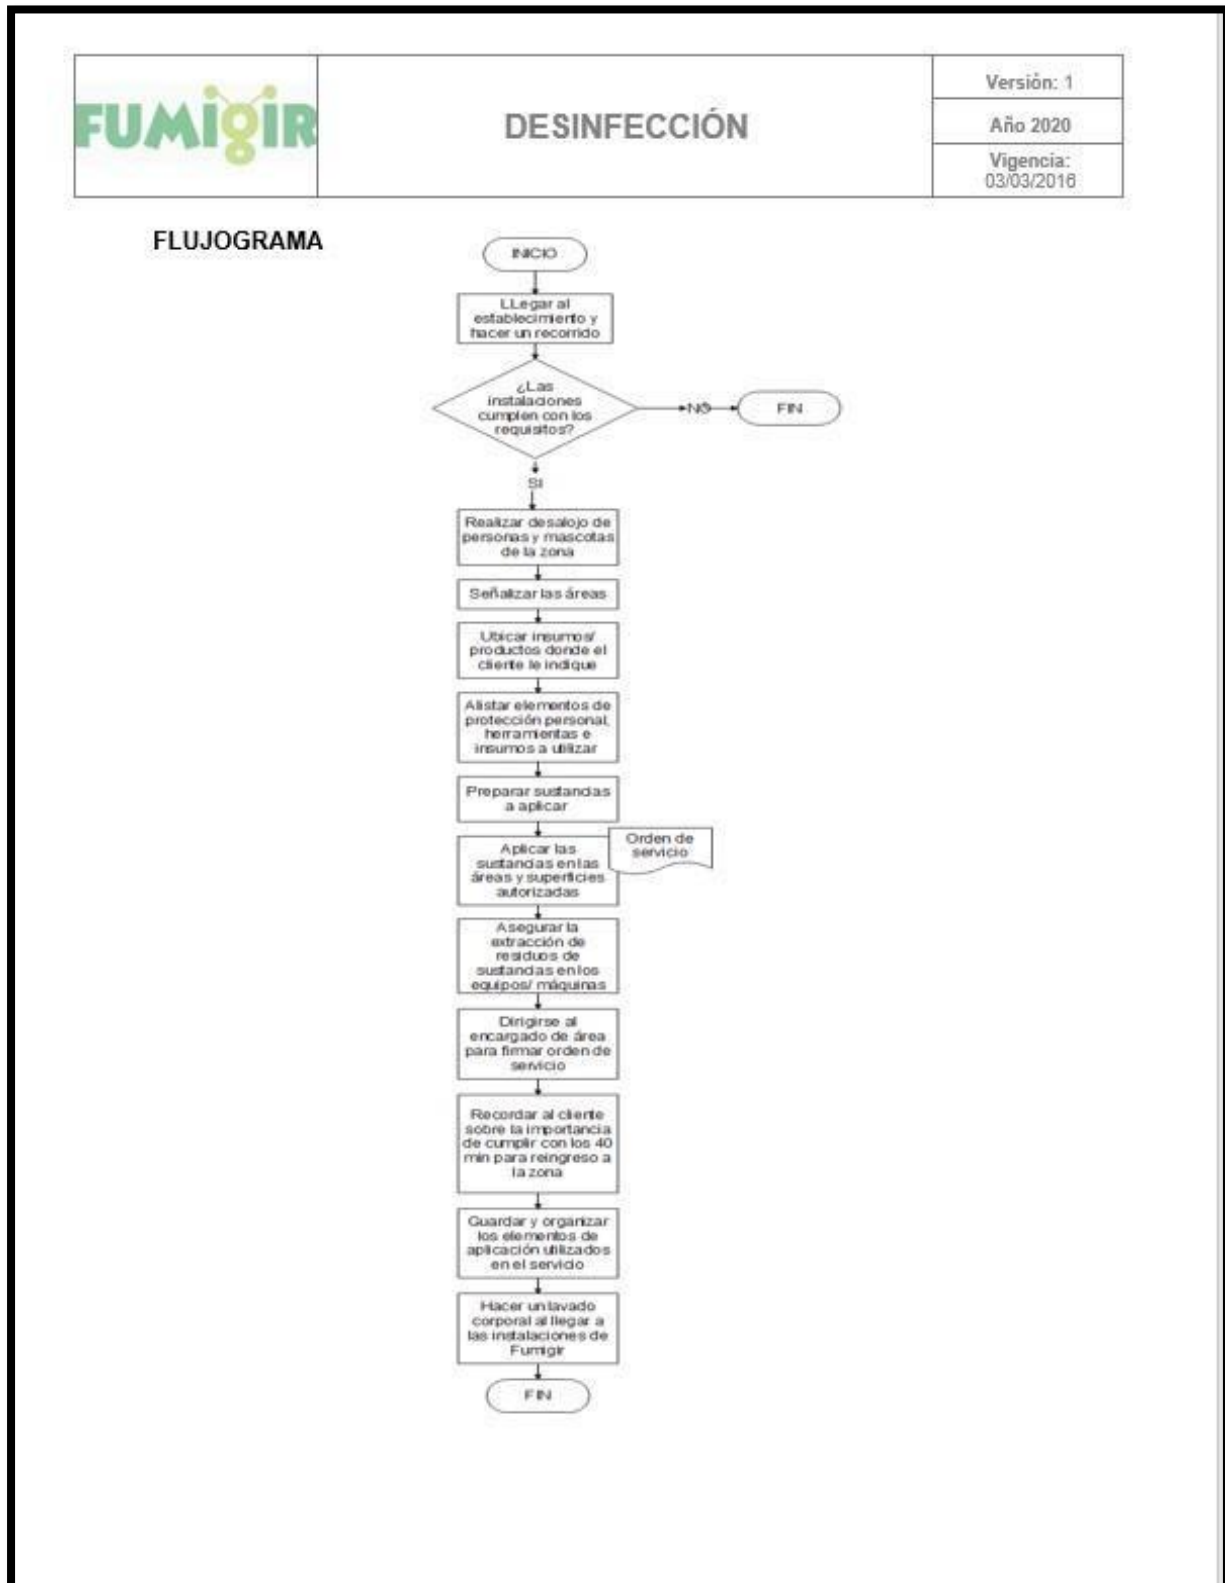 FUMIGIR
DESINFECCIÓN
Versión: 1
Año 2020
Vigencia:
03/03/2016
FLUJOGRAMA
INICIO
LLegar al
establecimiento y
hacer un recorrido
¿Las
instalaciones
cumplen con los
requisitos?
NO
FIN
SI
Realizar desalojo de
personas y mascotas
de la zona
Señalizar las áreas
Ubicar insumos/
productos donde el
cliente le indique
Alistar elementos de
protección personal,
herramientas e
insumos a utilizar
Preparar sustancias
a aplicar
Orden de
servicio
Aplicar las
sustancias en las
áreas y superficies
autorizadas
Asegurar la
extracción de
residuos de
sustancias en los
equipos/ máquinas
Dirigirse al
encargado de área
para firmar orden de
servicio
Recordar al cliente
sobre la importancia
de cumplir con los 40
min para reingreso a
la zona
Guardar y organizar
los elementos de
aplicación utilizados
en el servicio
Hacer un lavado
corporal al llegar a
las instalaciones de
Fumigir
FIN